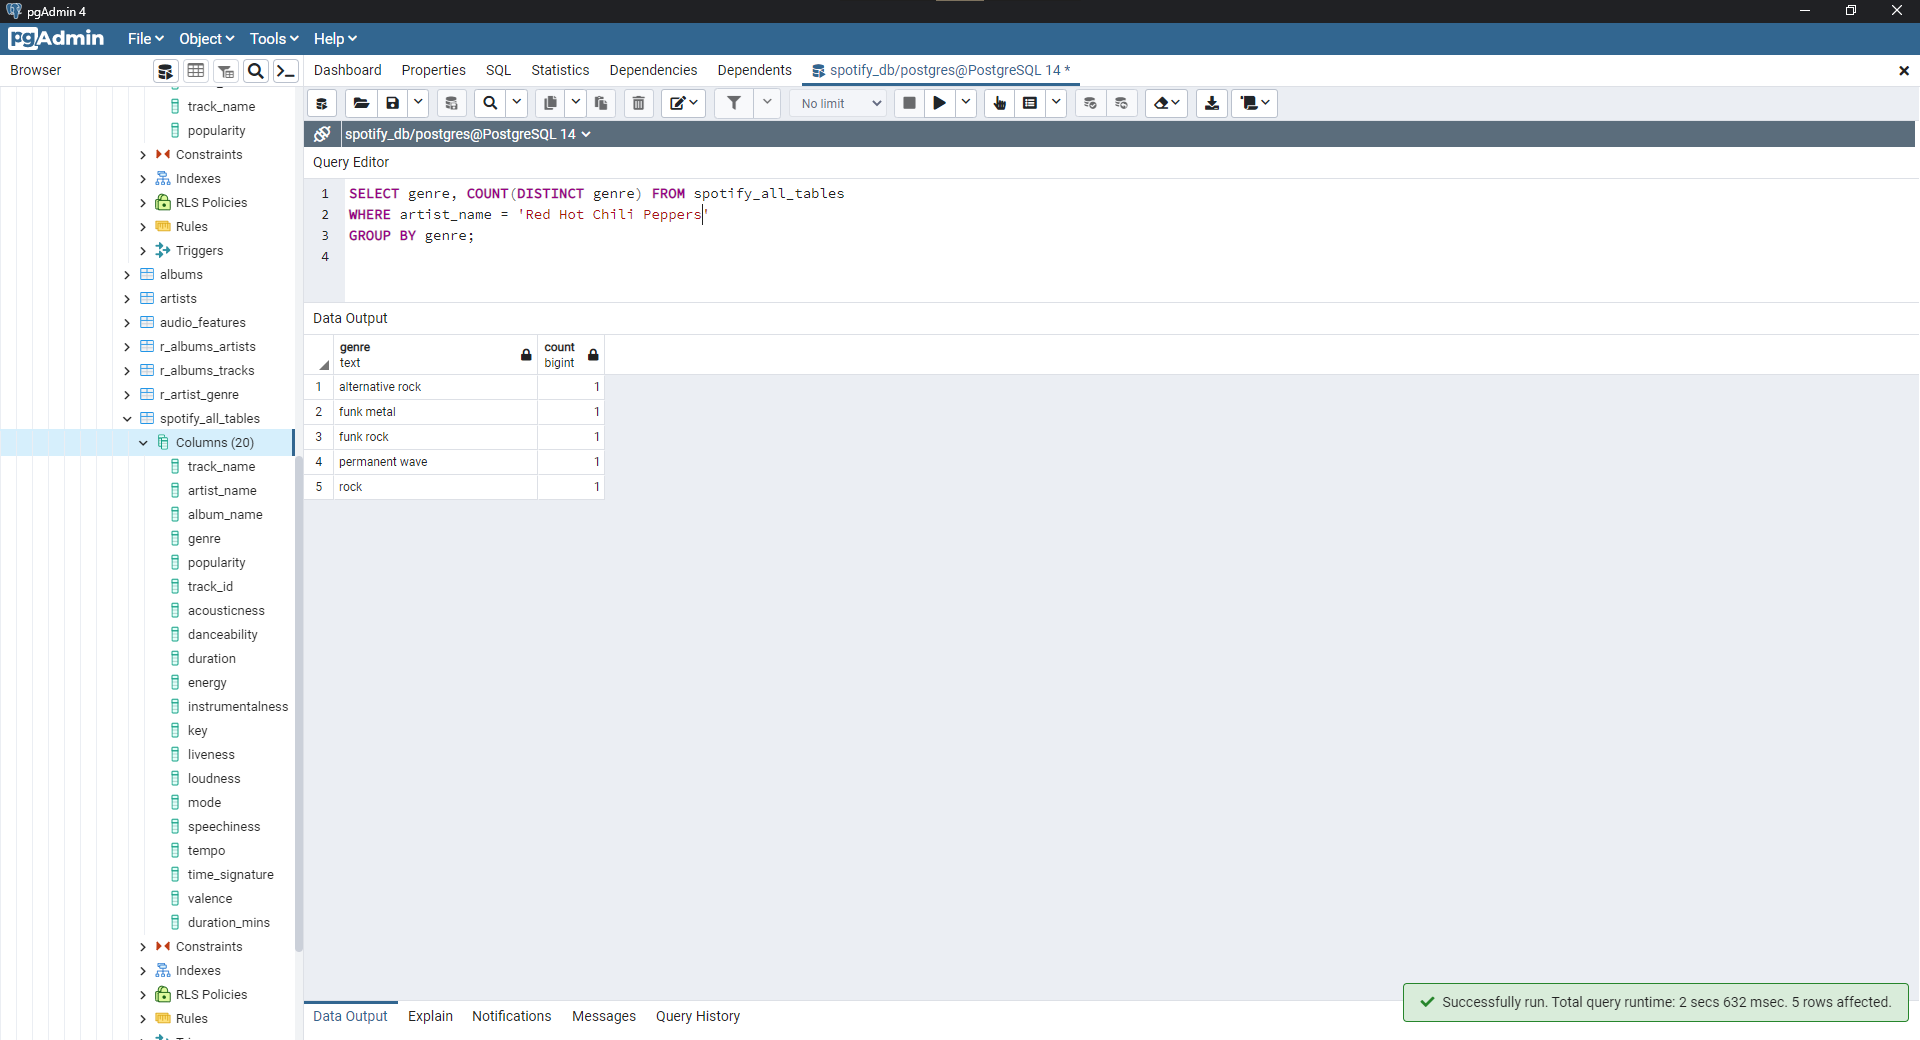 pgAdmin 4
pgAdmin File Object Tools Help
Browser
Dashboard Properties SQL Statistics Dependencies Dependents spotify_db/postgres@PostgreSQL 14 *
No limit
spotify_db/postgres@PostgreSQL 14
Query Editor
1 SELECT genre, COUNT(DISTINCT genre) FROM spotify_all_tables
2 WHERE artist_name = 'Red Hot Chili Peppers'
3 GROUP BY genre;
4
Data Output
genre count
text bigint
1 alternative rock 1
2 funk metal 1
3 funk rock 1
4 permanent wave 1
5 rock 1
track_name
popularity
Constraints
Indexes
RLS Policies
Rules
Triggers
albums
artists
audio_features
r_albums_artists
r_albums_tracks
r_artist_genre
spotify_all_tables
Columns (20)
track_name
artist_name
album_name
genre
popularity
track_id
acousticness
danceability
duration
energy
instrumentalness
key
liveness
loudness
mode
speechiness
tempo
time_signature
valence
duration_mins
Constraints
Indexes
RLS Policies
Rules
Successfully run. Total query runtime: 2 secs 632 msec. 5 rows affected.
Data Output Explain Notifications Messages Query History